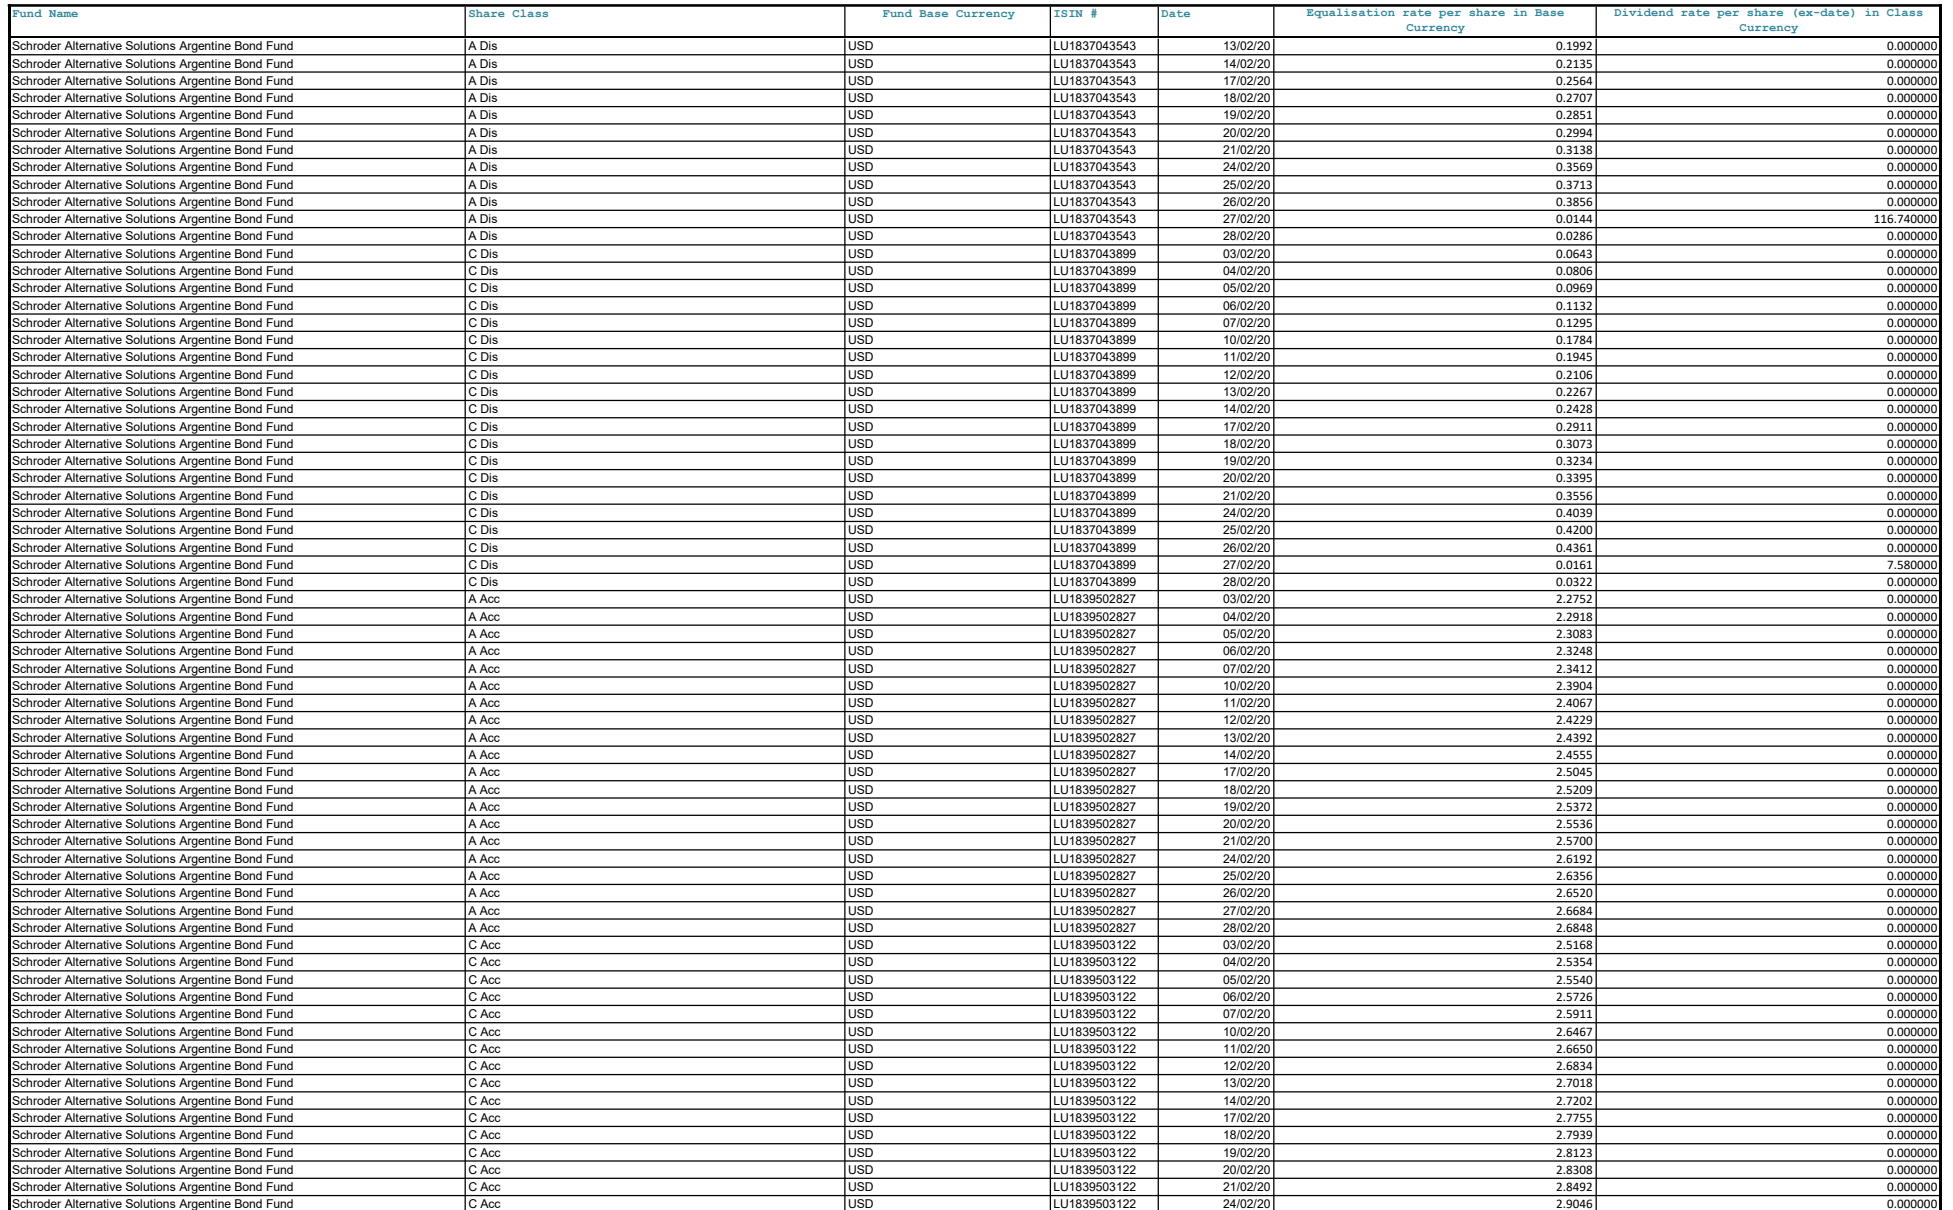 Fund Name Share Class Fund Base Currency ISIN # Date Equalisation rate per share in Base Currency Dividend rate per share (ex-date) in Class Currency
Schroder Alternative Solutions Argentine Bond Fund A Dis USD LU1837043543 13/02/20 0.1992 0.000000
Schroder Alternative Solutions Argentine Bond Fund A Dis USD LU1837043543 14/02/20 0.2135 0.000000
Schroder Alternative Solutions Argentine Bond Fund A Dis USD LU1837043543 17/02/20 0.2564 0.000000
Schroder Alternative Solutions Argentine Bond Fund A Dis USD LU1837043543 18/02/20 0.2707 0.000000
Schroder Alternative Solutions Argentine Bond Fund A Dis USD LU1837043543 19/02/20 0.2851 0.000000
Schroder Alternative Solutions Argentine Bond Fund A Dis USD LU1837043543 20/02/20 0.2994 0.000000
Schroder Alternative Solutions Argentine Bond Fund A Dis USD LU1837043543 21/02/20 0.3138 0.000000
Schroder Alternative Solutions Argentine Bond Fund A Dis USD LU1837043543 24/02/20 0.3569 0.000000
Schroder Alternative Solutions Argentine Bond Fund A Dis USD LU1837043543 25/02/20 0.3713 0.000000
Schroder Alternative Solutions Argentine Bond Fund A Dis USD LU1837043543 26/02/20 0.3856 0.000000
Schroder Alternative Solutions Argentine Bond Fund A Dis USD LU1837043543 27/02/20 0.0144 116.740000
Schroder Alternative Solutions Argentine Bond Fund A Dis USD LU1837043543 28/02/20 0.0286 0.000000
Schroder Alternative Solutions Argentine Bond Fund C Dis USD LU1837043899 03/02/20 0.0643 0.000000
Schroder Alternative Solutions Argentine Bond Fund C Dis USD LU1837043899 04/02/20 0.0806 0.000000
Schroder Alternative Solutions Argentine Bond Fund C Dis USD LU1837043899 05/02/20 0.0969 0.000000
Schroder Alternative Solutions Argentine Bond Fund C Dis USD LU1837043899 06/02/20 0.1132 0.000000
Schroder Alternative Solutions Argentine Bond Fund C Dis USD LU1837043899 07/02/20 0.1295 0.000000
Schroder Alternative Solutions Argentine Bond Fund C Dis USD LU1837043899 10/02/20 0.1784 0.000000
Schroder Alternative Solutions Argentine Bond Fund C Dis USD LU1837043899 11/02/20 0.1945 0.000000
Schroder Alternative Solutions Argentine Bond Fund C Dis USD LU1837043899 12/02/20 0.2106 0.000000
Schroder Alternative Solutions Argentine Bond Fund C Dis USD LU1837043899 13/02/20 0.2267 0.000000
Schroder Alternative Solutions Argentine Bond Fund C Dis USD LU1837043899 14/02/20 0.2428 0.000000
Schroder Alternative Solutions Argentine Bond Fund C Dis USD LU1837043899 17/02/20 0.2911 0.000000
Schroder Alternative Solutions Argentine Bond Fund C Dis USD LU1837043899 18/02/20 0.3073 0.000000
Schroder Alternative Solutions Argentine Bond Fund C Dis USD LU1837043899 19/02/20 0.3234 0.000000
Schroder Alternative Solutions Argentine Bond Fund C Dis USD LU1837043899 20/02/20 0.3395 0.000000
Schroder Alternative Solutions Argentine Bond Fund C Dis USD LU1837043899 21/02/20 0.3556 0.000000
Schroder Alternative Solutions Argentine Bond Fund C Dis USD LU1837043899 24/02/20 0.4039 0.000000
Schroder Alternative Solutions Argentine Bond Fund C Dis USD LU1837043899 25/02/20 0.4200 0.000000
Schroder Alternative Solutions Argentine Bond Fund C Dis USD LU1837043899 26/02/20 0.4361 0.000000
Schroder Alternative Solutions Argentine Bond Fund C Dis USD LU1837043899 27/02/20 0.0161 7.580000
Schroder Alternative Solutions Argentine Bond Fund C Dis USD LU1837043899 28/02/20 0.0322 0.000000
Schroder Alternative Solutions Argentine Bond Fund A Acc USD LU1839502827 03/02/20 2.2752 0.000000
Schroder Alternative Solutions Argentine Bond Fund A Acc USD LU1839502827 04/02/20 2.2918 0.000000
Schroder Alternative Solutions Argentine Bond Fund A Acc USD LU1839502827 05/02/20 2.3083 0.000000
Schroder Alternative Solutions Argentine Bond Fund A Acc USD LU1839502827 06/02/20 2.3248 0.000000
Schroder Alternative Solutions Argentine Bond Fund A Acc USD LU1839502827 07/02/20 2.3412 0.000000
Schroder Alternative Solutions Argentine Bond Fund A Acc USD LU1839502827 10/02/20 2.3904 0.000000
Schroder Alternative Solutions Argentine Bond Fund A Acc USD LU1839502827 11/02/20 2.4067 0.000000
Schroder Alternative Solutions Argentine Bond Fund A Acc USD LU1839502827 12/02/20 2.4229 0.000000
Schroder Alternative Solutions Argentine Bond Fund A Acc USD LU1839502827 13/02/20 2.4392 0.000000
Schroder Alternative Solutions Argentine Bond Fund A Acc USD LU1839502827 14/02/20 2.4555 0.000000
Schroder Alternative Solutions Argentine Bond Fund A Acc USD LU1839502827 17/02/20 2.5045 0.000000
Schroder Alternative Solutions Argentine Bond Fund A Acc USD LU1839502827 18/02/20 2.5209 0.000000
Schroder Alternative Solutions Argentine Bond Fund A Acc USD LU1839502827 19/02/20 2.5372 0.000000
Schroder Alternative Solutions Argentine Bond Fund A Acc USD LU1839502827 20/02/20 2.5536 0.000000
Schroder Alternative Solutions Argentine Bond Fund A Acc USD LU1839502827 21/02/20 2.5700 0.000000
Schroder Alternative Solutions Argentine Bond Fund A Acc USD LU1839502827 24/02/20 2.6192 0.000000
Schroder Alternative Solutions Argentine Bond Fund A Acc USD LU1839502827 25/02/20 2.6356 0.000000
Schroder Alternative Solutions Argentine Bond Fund A Acc USD LU1839502827 26/02/20 2.6520 0.000000
Schroder Alternative Solutions Argentine Bond Fund A Acc USD LU1839502827 27/02/20 2.6684 0.000000
Schroder Alternative Solutions Argentine Bond Fund A Acc USD LU1839502827 28/02/20 2.6848 0.000000
Schroder Alternative Solutions Argentine Bond Fund C Acc USD LU1839503122 03/02/20 2.5168 0.000000
Schroder Alternative Solutions Argentine Bond Fund C Acc USD LU1839503122 04/02/20 2.5354 0.000000
Schroder Alternative Solutions Argentine Bond Fund C Acc USD LU1839503122 05/02/20 2.5540 0.000000
Schroder Alternative Solutions Argentine Bond Fund C Acc USD LU1839503122 06/02/20 2.5726 0.000000
Schroder Alternative Solutions Argentine Bond Fund C Acc USD LU1839503122 07/02/20 2.5911 0.000000
Schroder Alternative Solutions Argentine Bond Fund C Acc USD LU1839503122 10/02/20 2.6467 0.000000
Schroder Alternative Solutions Argentine Bond Fund C Acc USD LU1839503122 11/02/20 2.6650 0.000000
Schroder Alternative Solutions Argentine Bond Fund C Acc USD LU1839503122 12/02/20 2.6834 0.000000
Schroder Alternative Solutions Argentine Bond Fund C Acc USD LU1839503122 13/02/20 2.7018 0.000000
Schroder Alternative Solutions Argentine Bond Fund C Acc USD LU1839503122 14/02/20 2.7202 0.000000
Schroder Alternative Solutions Argentine Bond Fund C Acc USD LU1839503122 17/02/20 2.7755 0.000000
Schroder Alternative Solutions Argentine Bond Fund C Acc USD LU1839503122 18/02/20 2.7939 0.000000
Schroder Alternative Solutions Argentine Bond Fund C Acc USD LU1839503122 19/02/20 2.8123 0.000000
Schroder Alternative Solutions Argentine Bond Fund C Acc USD LU1839503122 20/02/20 2.8308 0.000000
Schroder Alternative Solutions Argentine Bond Fund C Acc USD LU1839503122 21/02/20 2.8492 0.000000
Schroder Alternative Solutions Argentine Bond Fund C Acc USD LU1839503122 24/02/20 2.9046 0.000000